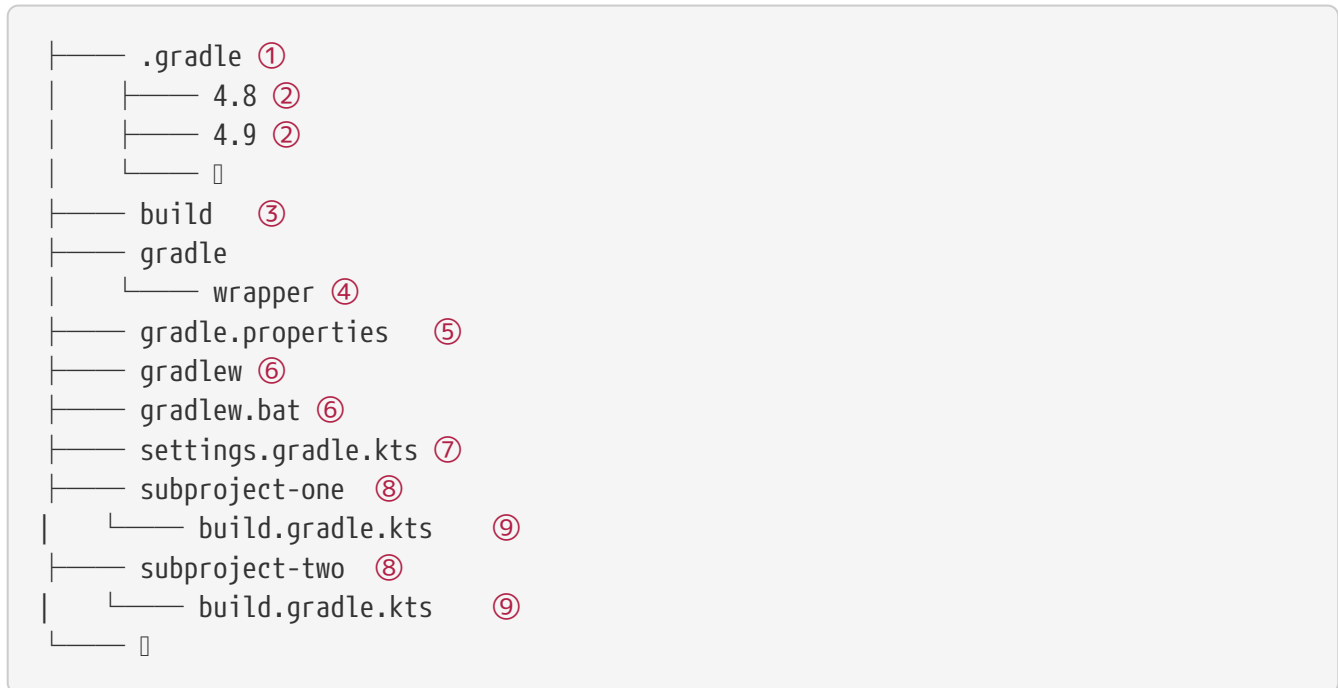 ├── .gradle ①
│ ├── 4.8 ②
│ ├── 4.9 ②
│ └── ▯
├── build ③
├── gradle
│ └── wrapper ④
├── gradle.properties ⑤
├── gradlew ⑥
├── gradlew.bat ⑥
├── settings.gradle.kts ⑦
├── subproject-one ⑧
| └── build.gradle.kts ⑨
├── subproject-two ⑧
| └── build.gradle.kts ⑨
└── ▯